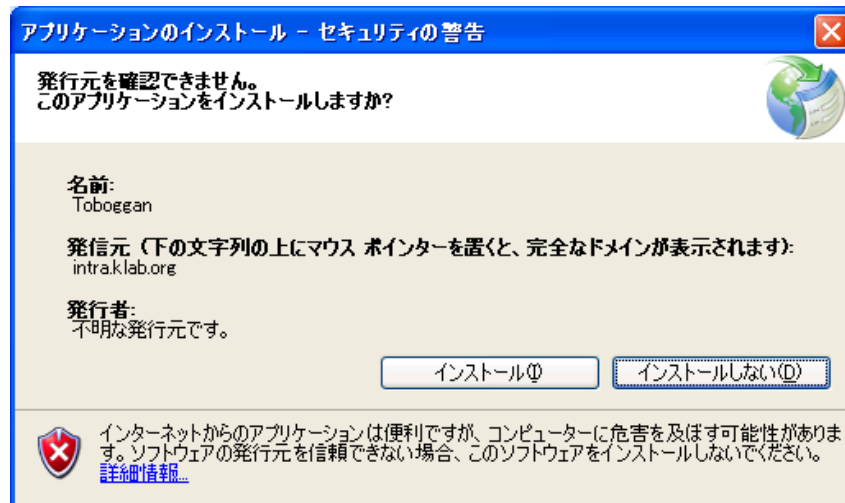 アプリケーションのインストール - セキュリティの警告
発行元を確認できません。
このアプリケーションをインストールしますか?
名前:
Toboggan
発信元（下の文字列の上にマウス ポインターを置くと、完全なドメインが表示されます）:
intra.klab.org
発行者:
不明な発行元です。
インストール(I) インストールしない(D)
インターネットからのアプリケーションは便利ですが、コンピューターに危害を及ぼす可能性がありま
す。ソフトウェアの発行元を信頼できない場合、このソフトウェアをインストールしないでください。
詳細情報...